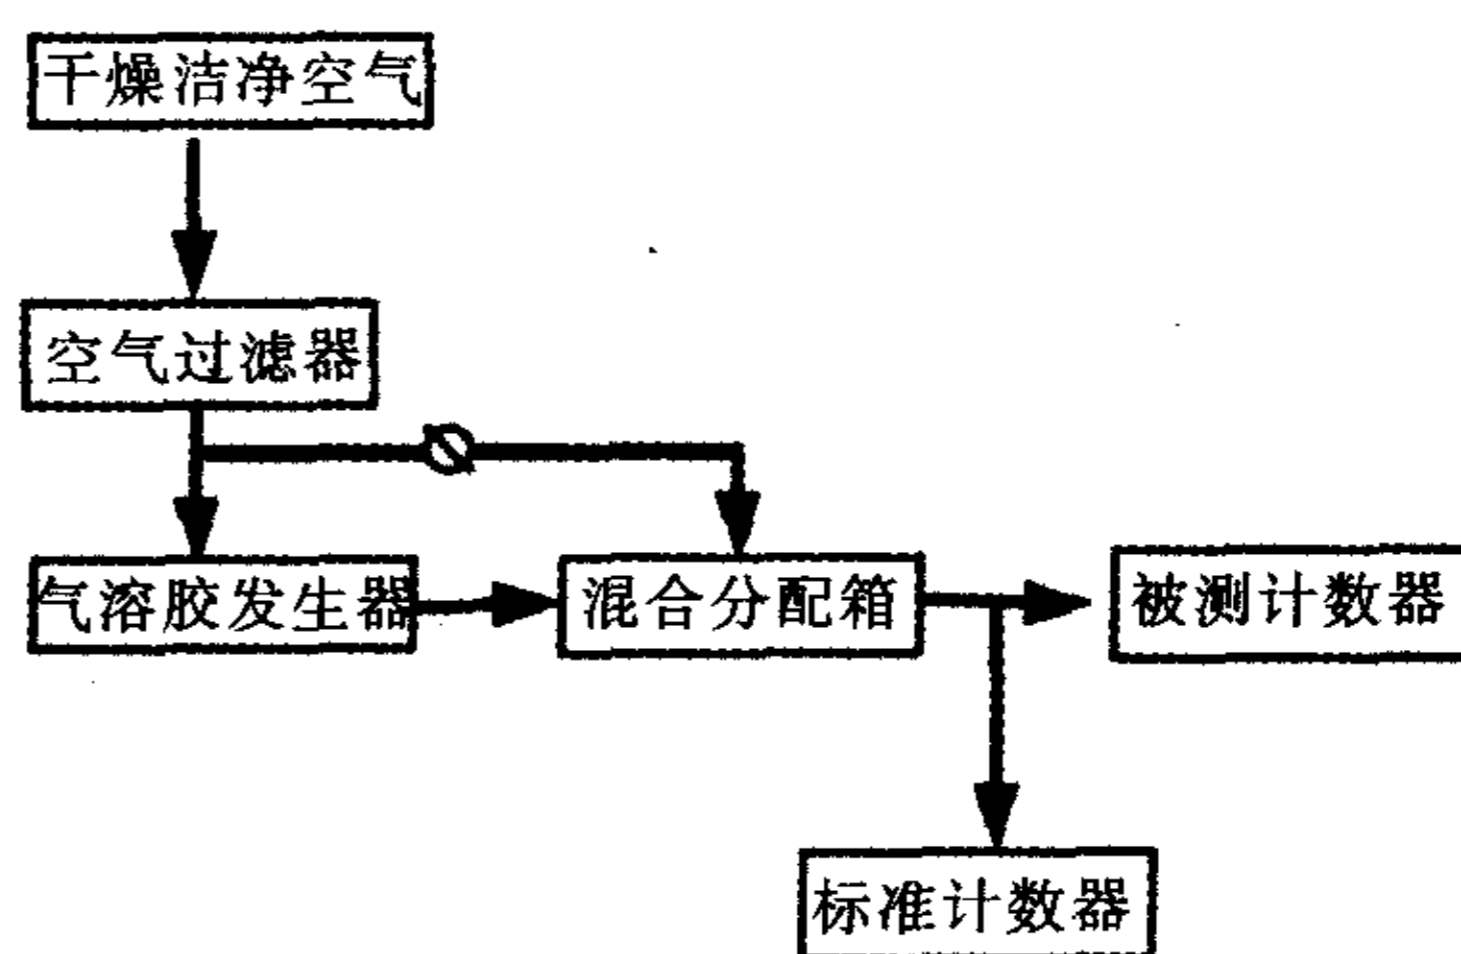 干燥洁净空气
空气过滤器
气溶胶发生器
混合分配箱
被测计数器
标准计数器